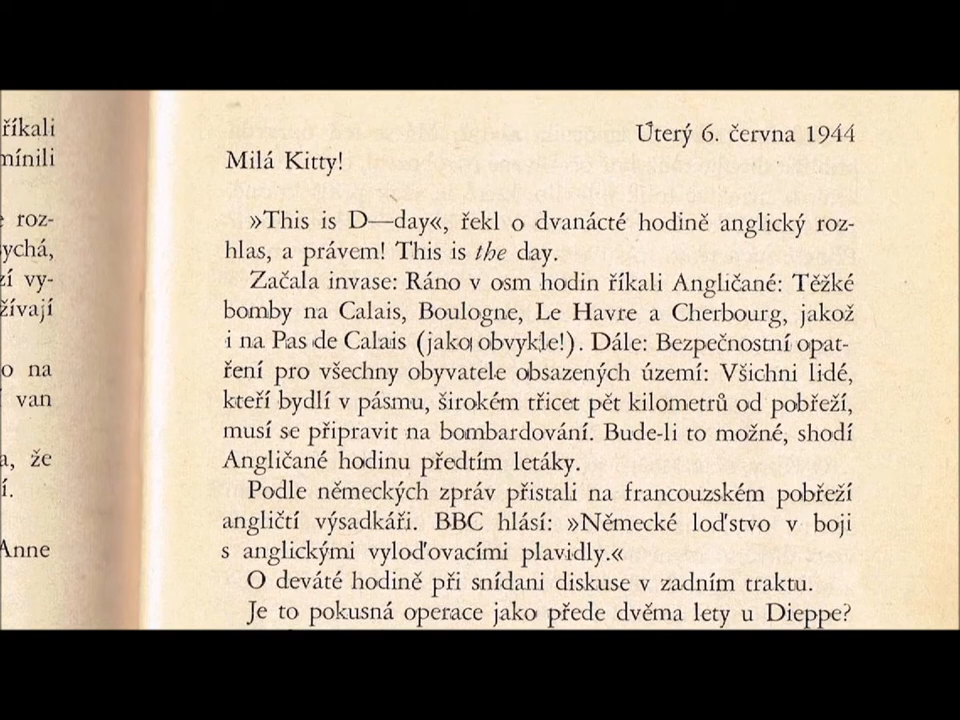 říkali
mínili
roz-
ychá,
zí vy-
žívají
o na
van
a, že
í.
Anne
Úterý 6. června 1944
Milá Kitty!
»This is D—day«, řekl o dvanácté hodině anglický roz-
hlas, a právem! This is the day.
Začala invase: Ráno v osm hodin říkali Angličané: Těžké
bomby na Calais, Boulogne, Le Havre a Cherbourg, jakož
i na Pas de Calais (jako obvykle!). Dále: Bezpečnostní opat-
ření pro všechny obyvatele obsazených území: Všichni lidé,
kteří bydlí v pásmu, širokém třicet pět kilometrů od pobřeží,
musí se připravit na bombardování. Bude-li to možné, shodí
Angličané hodinu předtím letáky.
Podle německých zpráv přistali na francouzském pobřeží
angličtí výsadkáři. BBC hlásí: »Německé loďstvo v boji
s anglickými vyloďovacími plavidly.«
O deváté hodině při snídani diskuse v zadním traktu.
Je to pokusná operace jako přede dvěma lety u Dieppe?